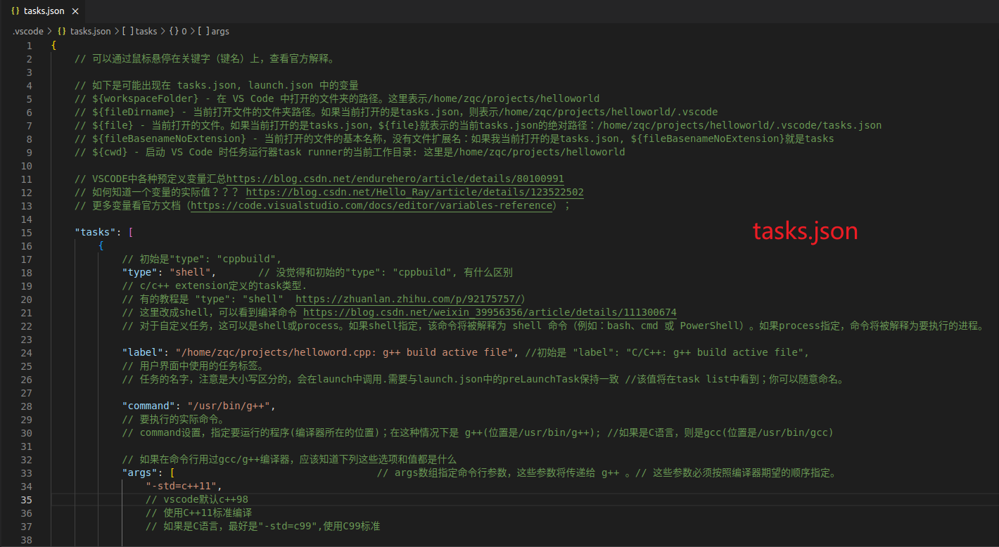 {} tasks.json ×
.vscode > {} tasks.json > [ ] tasks > {} 0 > [ ] args
1 {
2 // 可以通过鼠标悬停在关键字（键名）上，查看官方解释。
3
4 // 如下是可能出现在 tasks.json, launch.json 中的变量
5 // ${workspaceFolder} - 在 VS Code 中打开的文件夹的路径。这里表示/home/zqc/projects/helloworld
6 // ${fileDirname} - 当前打开文件的文件夹路径。如果当前打开的是tasks.json，则表示/home/zqc/projects/helloworld/.vscode
7 // ${file} - 当前打开的文件。如果当前打开的是tasks.json，${file}就表示的当前tasks.json的绝对路径：/home/zqc/projects/helloworld/.vscode/tasks.json
8 // ${fileBasenameNoExtension} - 当前打开的文件的基本名称，没有文件扩展名：如果我当前打开的是tasks.json, ${fileBasenameNoExtension}就是tasks
9 // ${cwd} - 启动 VS Code 时任务运行器task runner的当前工作目录: 这里是/home/zqc/projects/helloworld
10
11 // VSCODE中各种预定义变量汇总https://blog.csdn.net/endurehero/article/details/80100991
12 // 如何知道一个变量的实际值？？？ https://blog.csdn.net/Hello_Ray/article/details/123522502
13 // 更多变量看官方文档（https://code.visualstudio.com/docs/editor/variables-reference）；
14
15 "tasks": [
tasks.json
16 {
17 // 初始是"type": "cppbuild",
18 "type": "shell", // 没觉得和初始的"type": "cppbuild", 有什么区别
19 // c/c++ extension定义的task类型.
20 // 有的教程是 "type": "shell" https://zhuanlan.zhihu.com/p/92175757/）
21 // 这里改成shell，可以看到编译命令 https://blog.csdn.net/weixin_39956356/article/details/111300674
22 // 对于自定义任务，这可以是shell或process。如果shell指定，该命令将被解释为 shell 命令（例如：bash、cmd 或 PowerShell）。如果process指定，命令将被解释为要执行的进程。
23
24 "label": "/home/zqc/projects/helloword.cpp: g++ build active file", //初始是 "label": "C/C++: g++ build active file",
25 // 用户界面中使用的任务标签。
26 // 任务的名字，注意是大小写区分的，会在launch中调用.需要与launch.json中的preLaunchTask保持一致 //该值将在task list中看到；你可以随意命名。
27
28 "command": "/usr/bin/g++",
29 // 要执行的实际命令。
30 // command设置，指定要运行的程序(编译器所在的位置)；在这种情况下是 g++(位置是/usr/bin/g++); //如果是C语言，则是gcc(位置是/usr/bin/gcc)
31
32 // 如果在命令行用过gcc/g++编译器，应该知道下列这些选项和值都是什么
33 "args": [ // args数组指定命令行参数，这些参数将传递给 g++ 。// 这些参数必须按照编译器期望的顺序指定。
34 "-std=c++11",
35 // vscode默认c++98
36 // 使用C++11标准编译
37 // 如果是C语言，最好是"-std=c99",使用C99标准
38